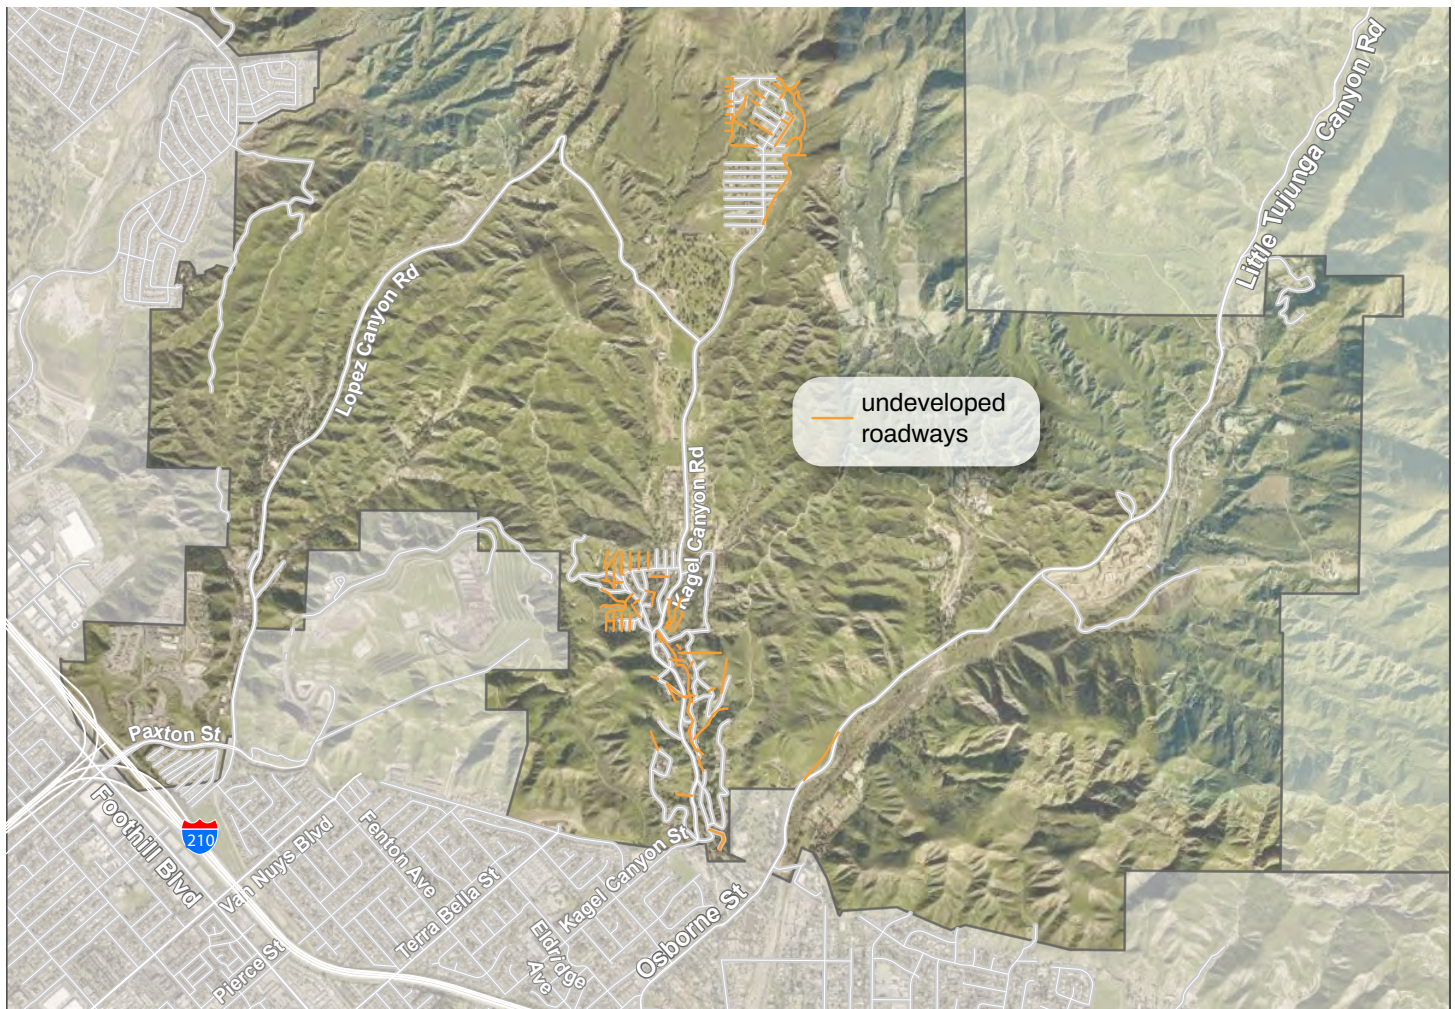 Little Tujunga Canyon Rd
Lopez Canyon Rd
undeveloped
roadways
Kagel Canyon Rd
Paxton St
Foothill Blvd
210
Van Nuys Blvd
Fenton Ave
Terra Bella St
Kagel Canyon St
Pierce St
Eldridge
Ave
Osborne St